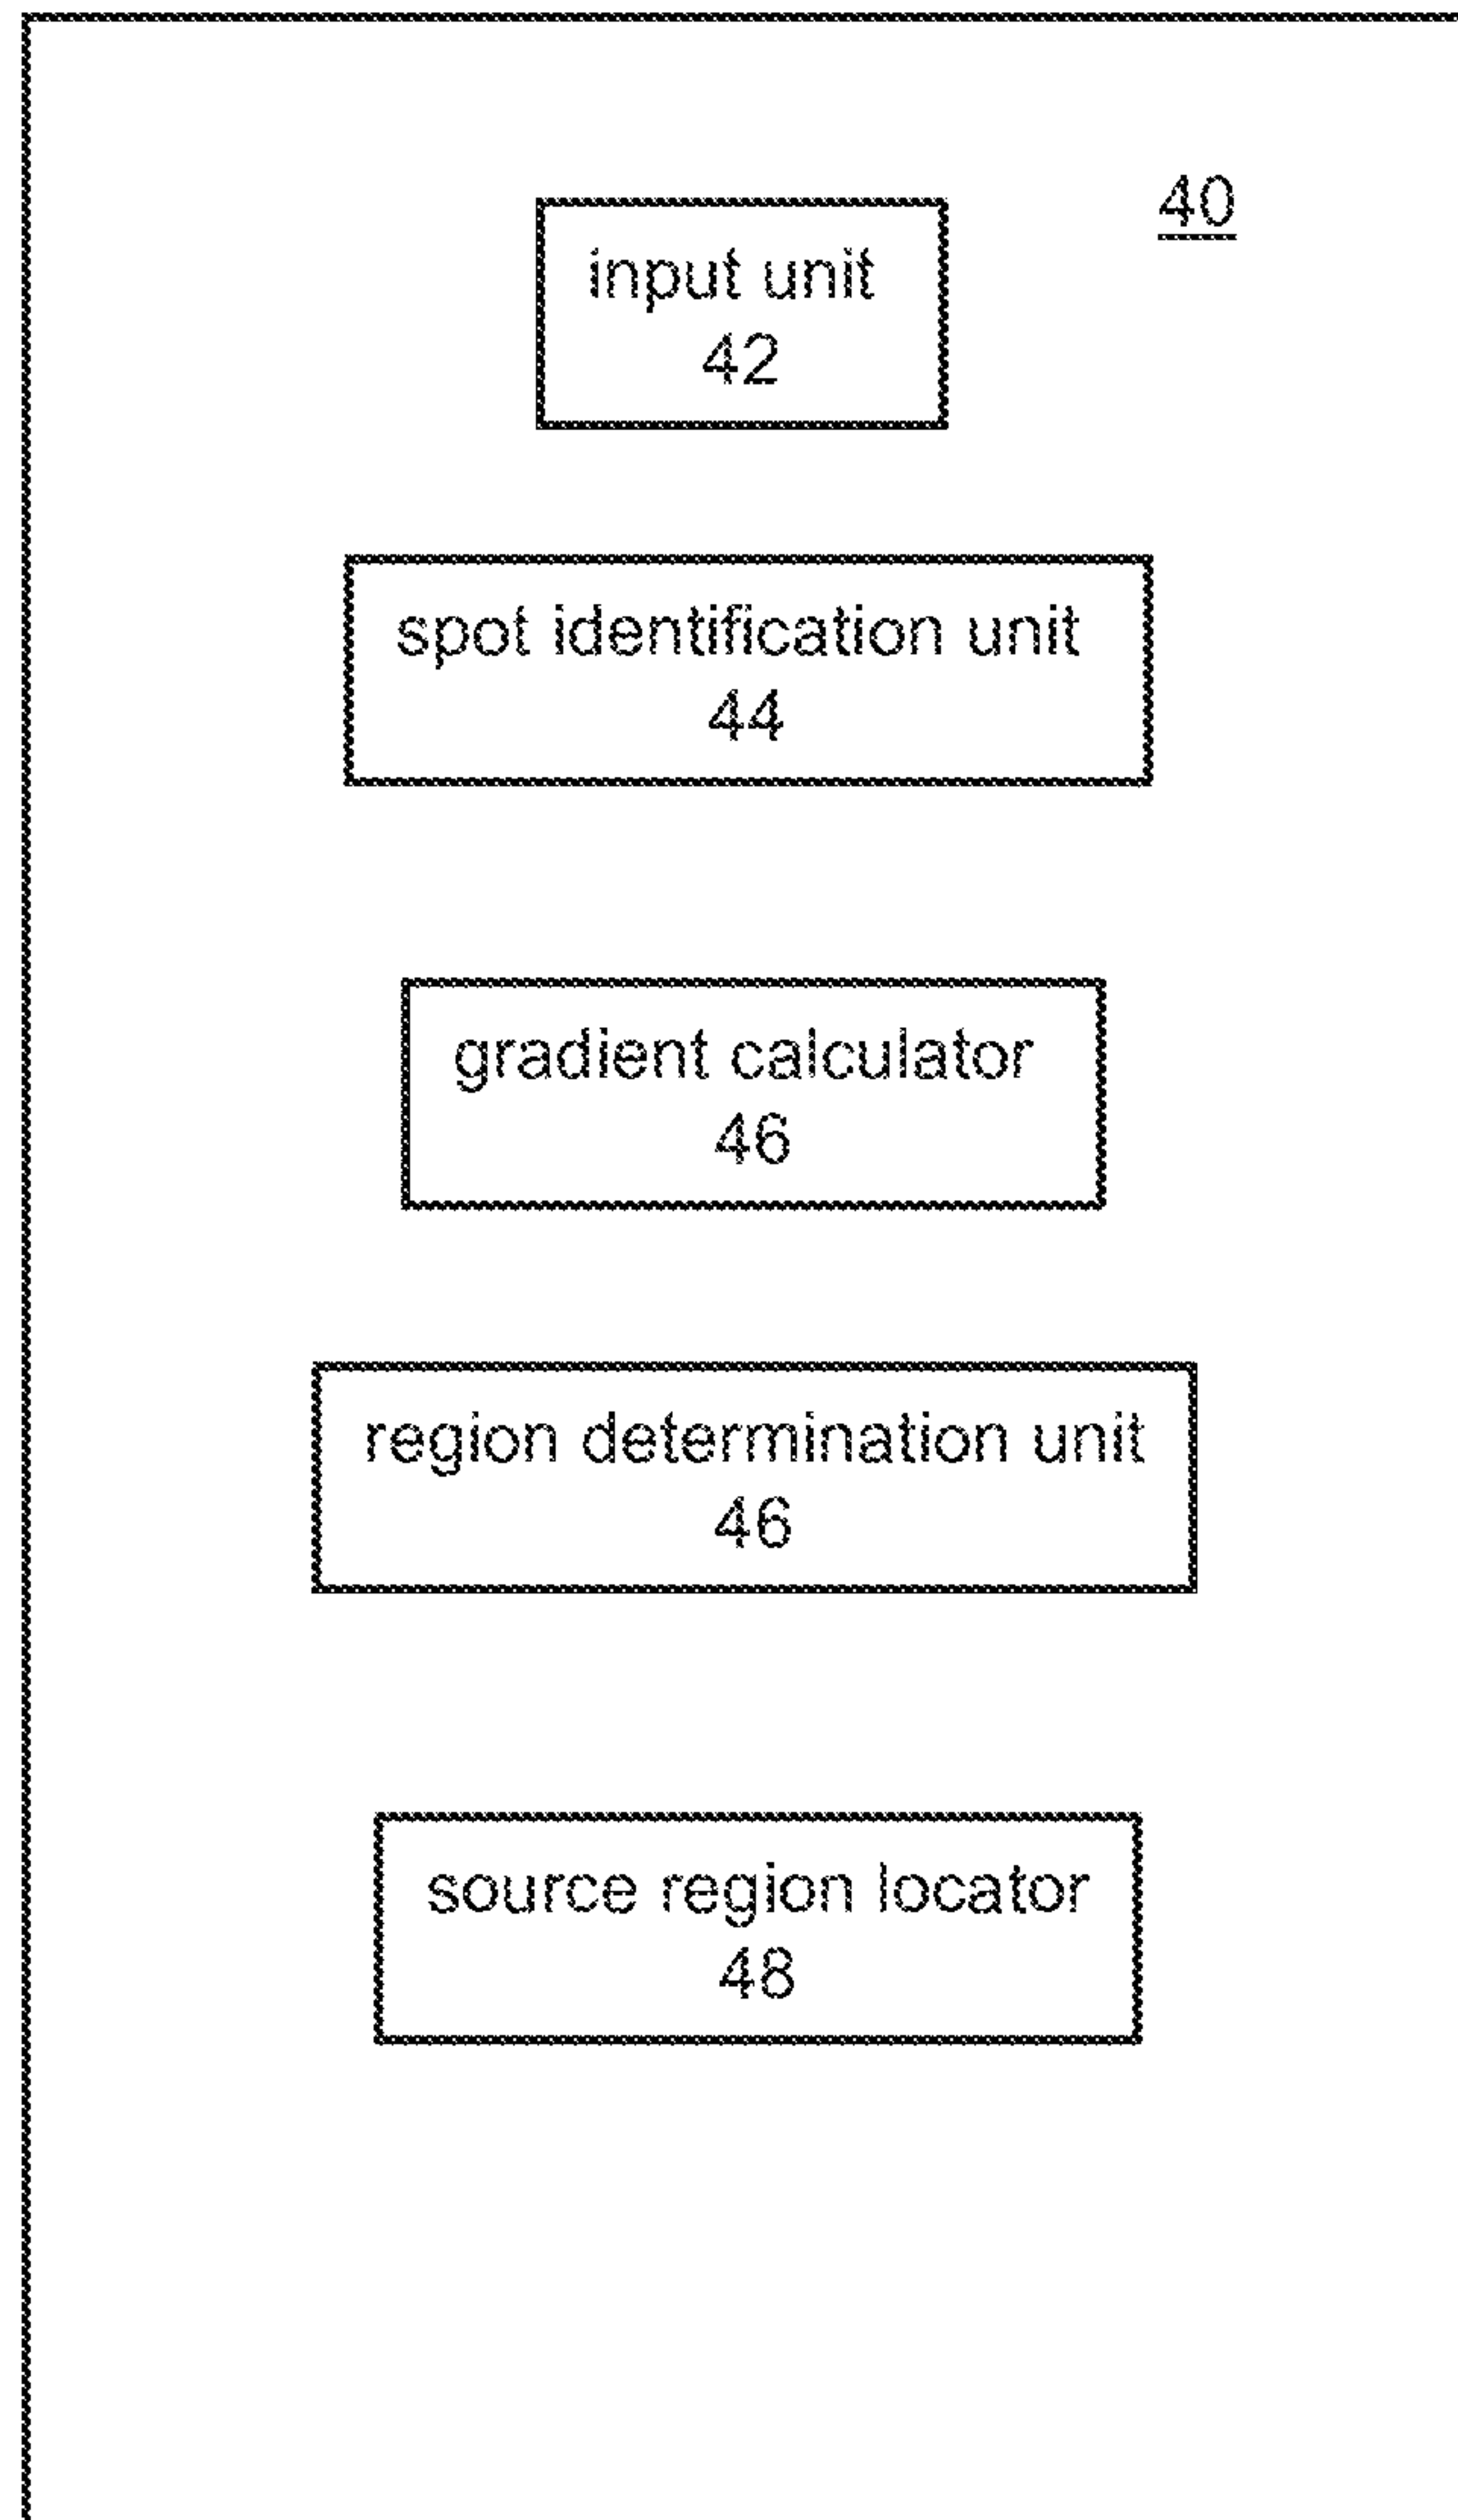 40
input unit
42
spot identification unit
44
gradient calculator
46
region determination unit
46
source region locator
48